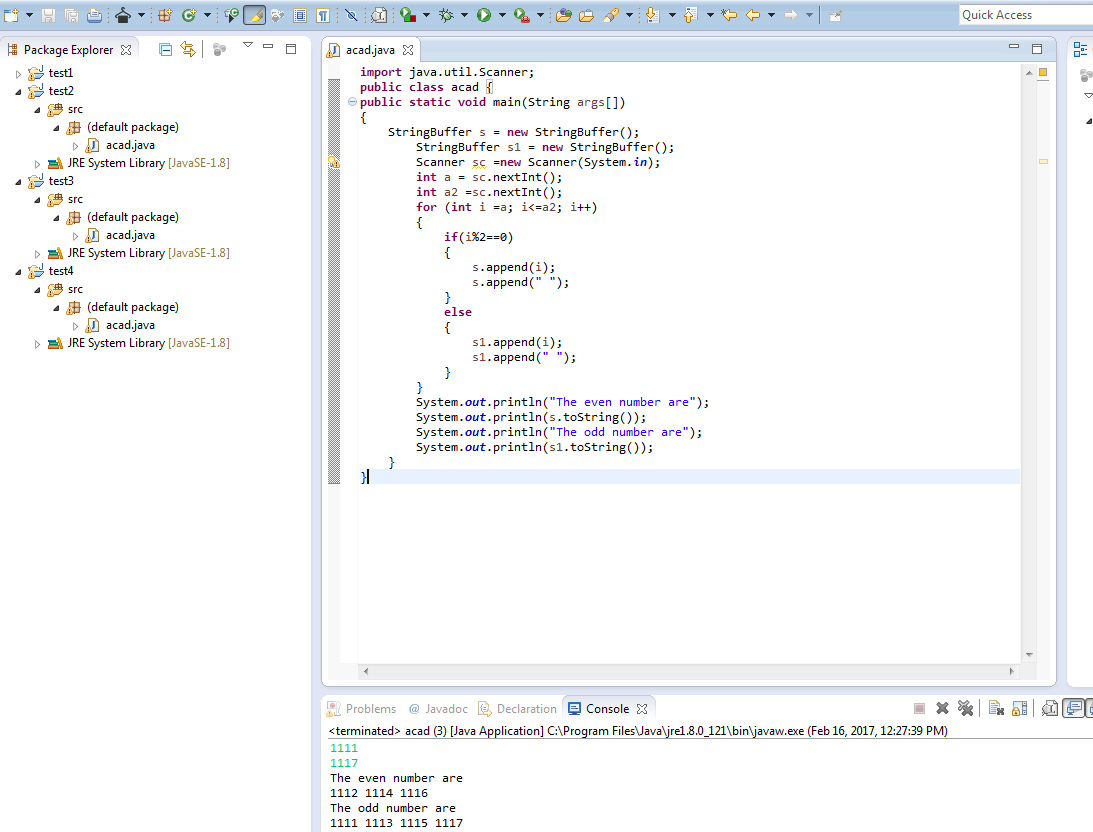 Quick Access
Package Explorer
test1
test2
src
(default package)
acad.java
JRE System Library [JavaSE-1.8]
test3
src
(default package)
acad.java
JRE System Library [JavaSE-1.8]
test4
src
(default package)
acad.java
JRE System Library [JavaSE-1.8]
acad.java
import java.util.Scanner;
public class acad {
public static void main(String args[])
{
StringBuffer s = new StringBuffer();
StringBuffer s1 = new StringBuffer();
Scanner sc =new Scanner(System.in);
int a = sc.nextInt();
int a2 =sc.nextInt();
for (int i =a; i<=a2; i++)
{
if(i%2==0)
{
s.append(i);
s.append(" ");
}
else
{
s1.append(i);
s1.append(" ");
}
}
System.out.println("The even number are");
System.out.println(s.toString());
System.out.println("The odd number are");
System.out.println(s1.toString());
}
}
Problems @ Javadoc Declaration Console
<terminated> acad (3) [Java Application] C:\Program Files\Java\jre1.8.0_121\bin\javaw.exe (Feb 16, 2017, 12:27:39 PM)
1111
1117
The even number are
1112 1114 1116
The odd number are
1111 1113 1115 1117